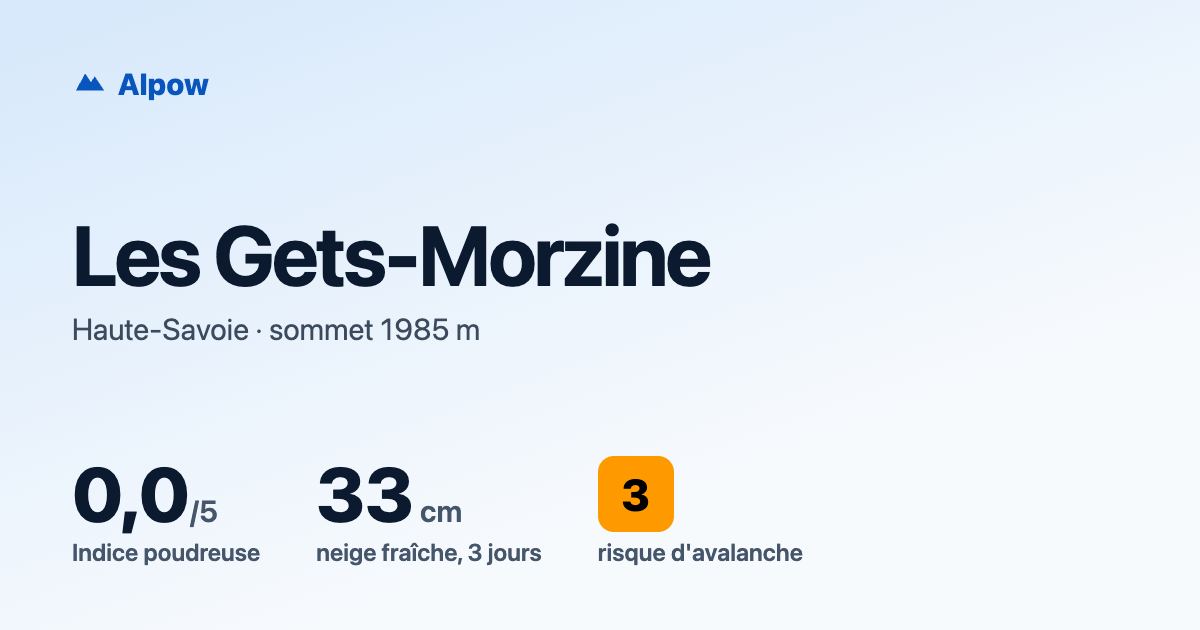 Alpow
Les Gets-Morzine
Haute-Savoie · sommet 1985 m
0,0/5
Indice poudreuse
33 cm
neige fraîche, 3 jours
3
risque d'avalanche